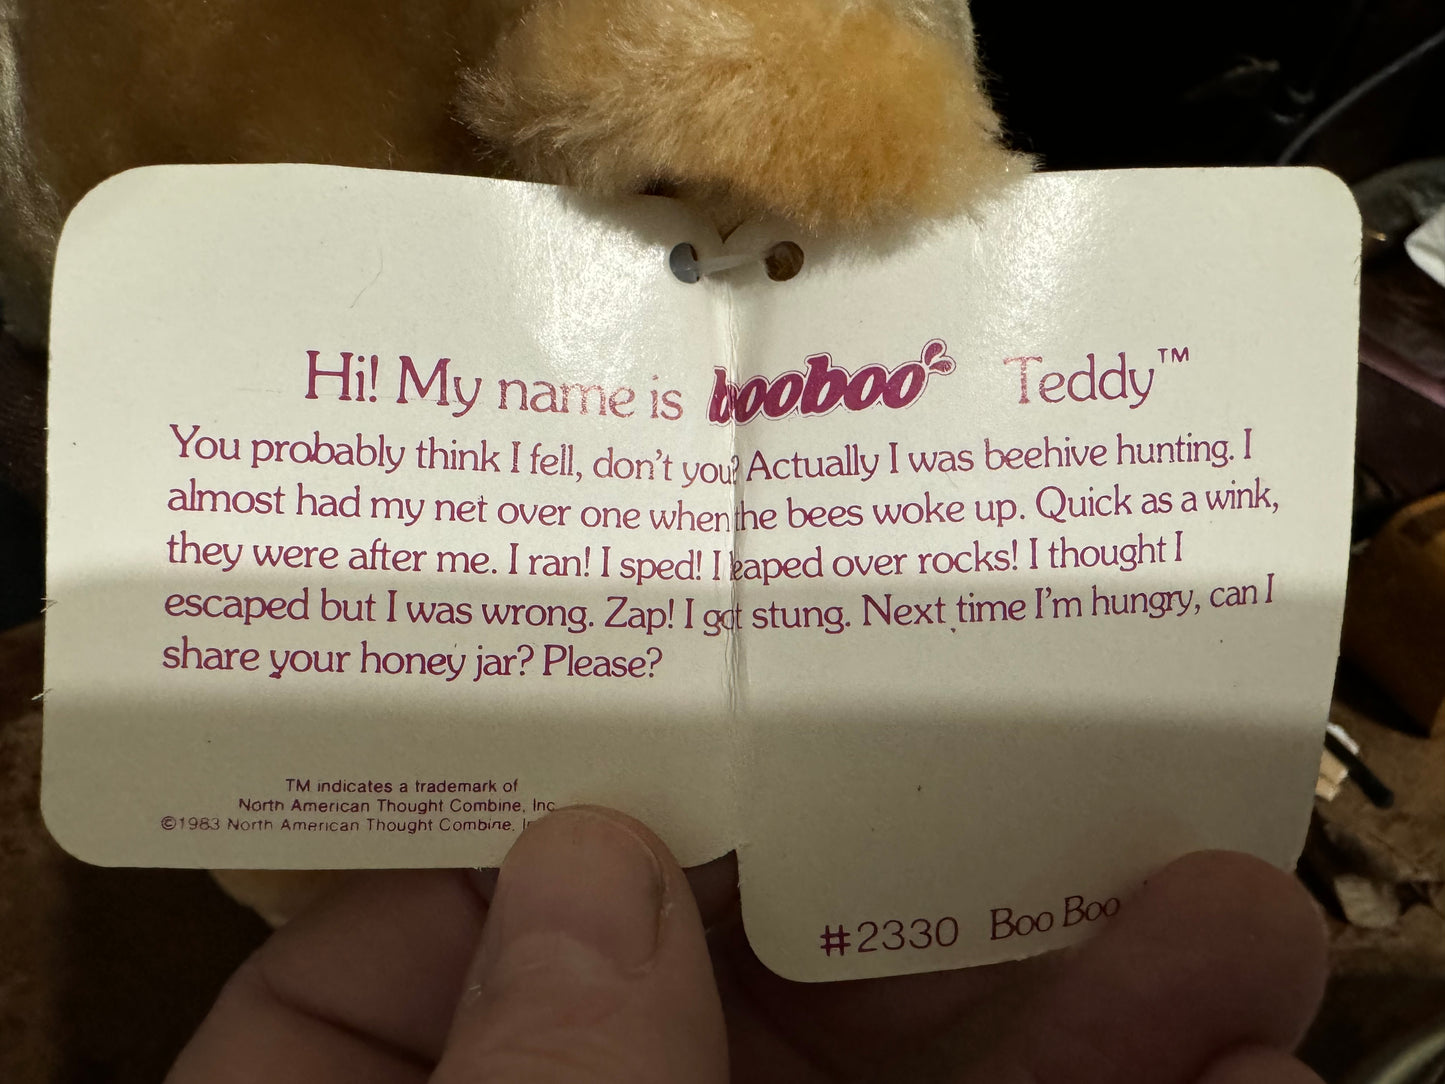 Hi! My name is booboo Teddy™
You probably think I fell, don't you? Actually I was beehive hunting. I
almost had my net over one when the bees woke up. Quick as a wink,
they were after me. I ran! I sped! I leaped over rocks! I thought I
escaped but I was wrong. Zap! I got stung. Next time I'm hungry, can I
share your honey jar? Please?
TM indicates a trademark of
North American Thought Combine, Inc
©1983 North American Thought Combine,
#2330 Boo Boo